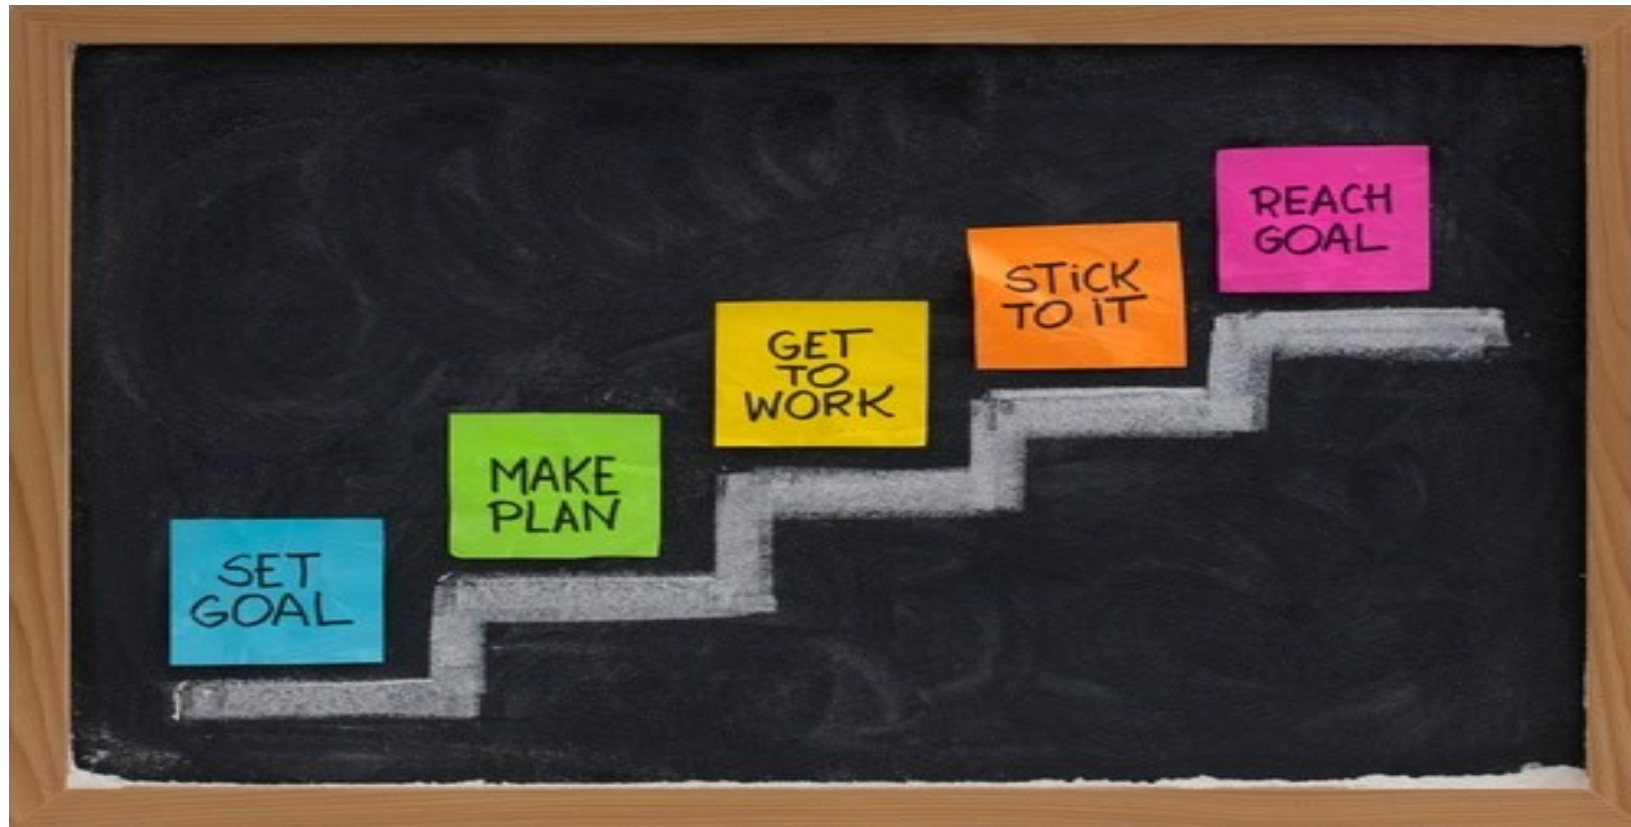 SET
GOAL
MAKE
PLAN
GET
TO
WORK
STiCK
TO iT
REACH
GOAL